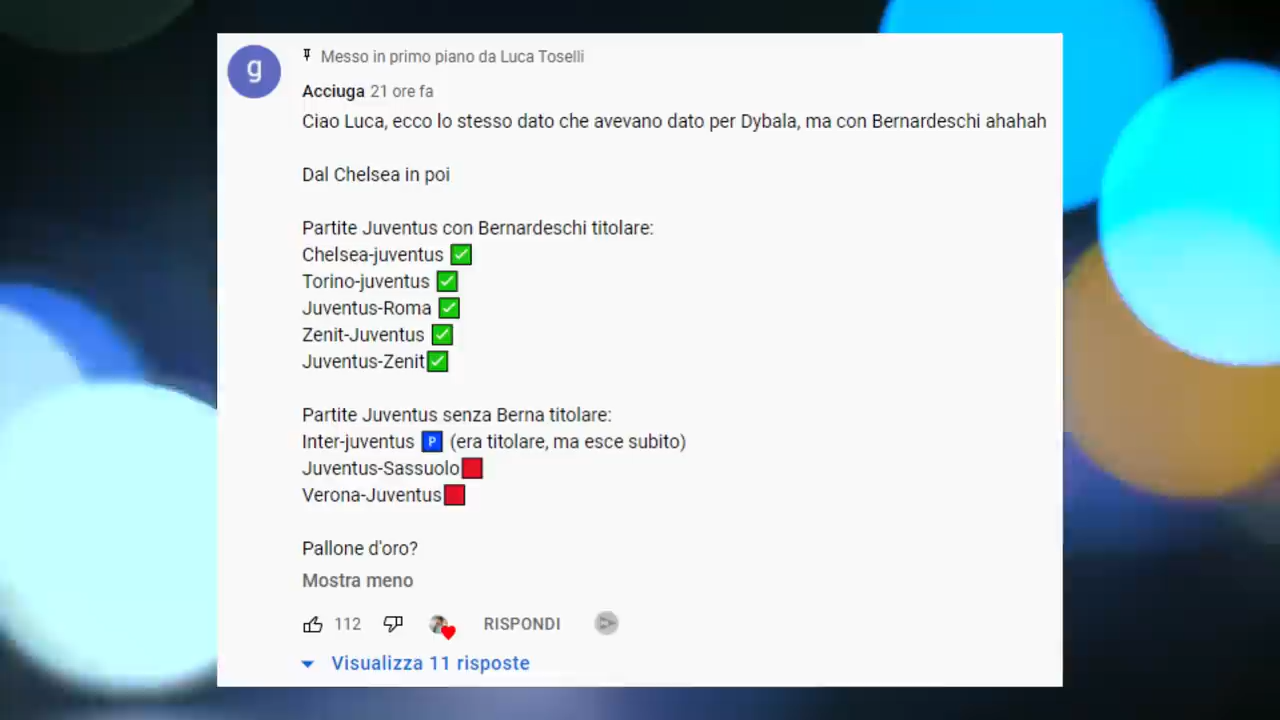 g
Messo in primo piano da Luca Toselli
Acciuga 21 ore fa
Ciao Luca, ecco lo stesso dato che avevano dato per Dybala, ma con Bernardeschi ahahah
Dal Chelsea in poi
Partite Juventus con Bernardeschi titolare:
Chelsea-juventus ✅
Torino-juventus ✅
Juventus-Roma ✅
Zenit-Juventus ✅
Juventus-Zenit✅
Partite Juventus senza Berna titolare:
Inter-juventus 🅿️ (era titolare, ma esce subito)
Juventus-Sassuolo🟥
Verona-Juventus🟥
Pallone d'oro?
Mostra meno
112 RISPONDI
Visualizza 11 risposte